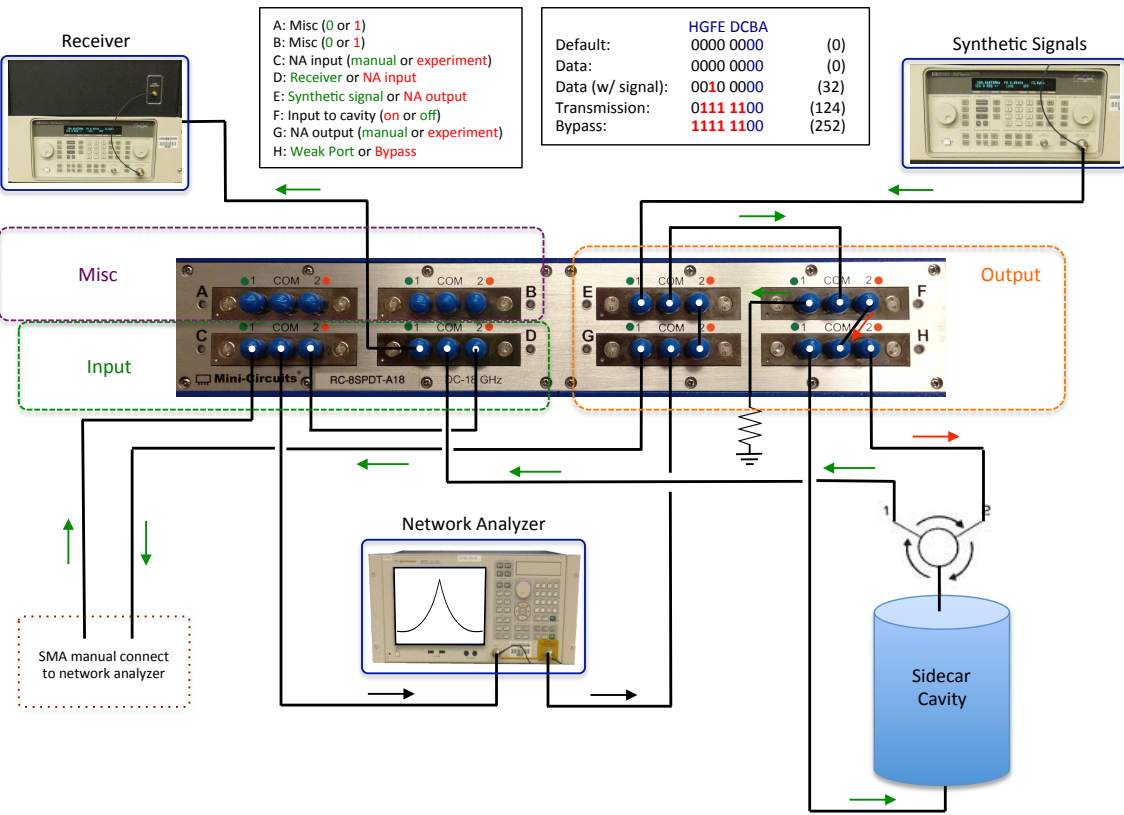 Receiver
A: Misc (0 or 1)
B: Misc (0 or 1)
C: NA input (manual or experiment)
D: Receiver or NA input
E: Synthetic signal or NA output
F: Input to cavity (on or off)
G: NA output (manual or experiment)
H: Weak Port or Bypass
HGFE DCBA
Default: 0000 0000 (0)
Data: 0000 0000 (0)
Data (w/ signal): 0010 0000 (32)
Transmission: 0111 1100 (124)
Bypass: 1111 1100 (252)
Synthetic Signals
Misc
Output
Input
A 1 COM 2
1 COM 2 B
E 1 COM 2
1 COM 2 F
C 1 COM 2
1 COM 2 D
G 1 COM 2
1 COM 2 H
Mini-Circuits® RC-8SPDT-A18 DC-18 GHz
1 2
Network Analyzer
SMA manual connect
to network analyzer
Sidecar
Cavity